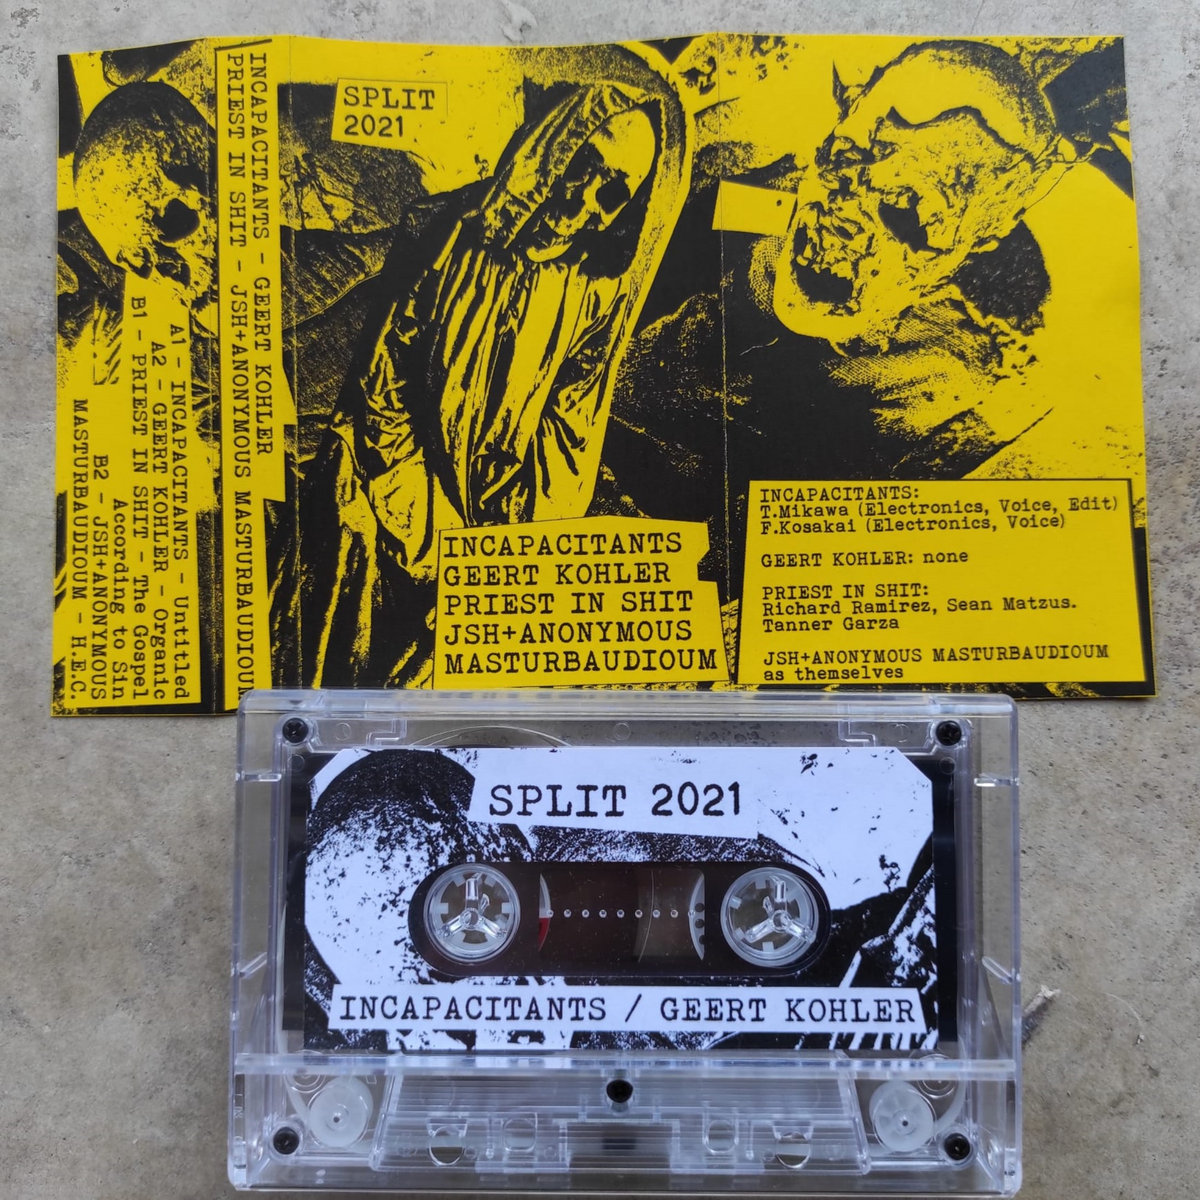 A1 - INCAPACITANTS - Untitled
A2 - GEERT KOHLER - Organic
B1 - PRIEST IN SHIT - The Gospel
According to Sin
B2 - JSH+ANONYMOUS
MASTURBAUDIOUM - H.E.C.
INCAPACITANTS - GEERT KOHLER
PRIEST IN SHIT - JSH+ANONYMOUS MASTURBAUDIOUM
SPLIT
2021
INCAPACITANTS
GEERT KOHLER
PRIEST IN SHIT
JSH+ANONYMOUS
MASTURBAUDIOUM
INCAPACITANTS:
T.Mikawa (Electronics, Voice, Edit)
F.Kosakai (Electronics, Voice)
GEERT KOHLER: none
PRIEST IN SHIT:
Richard Ramirez, Sean Matzus.
Tanner Garza
JSH+ANONYMOUS MASTURBAUDIOUM
as themselves
SPLIT 2021
INCAPACITANTS / GEERT KOHLER